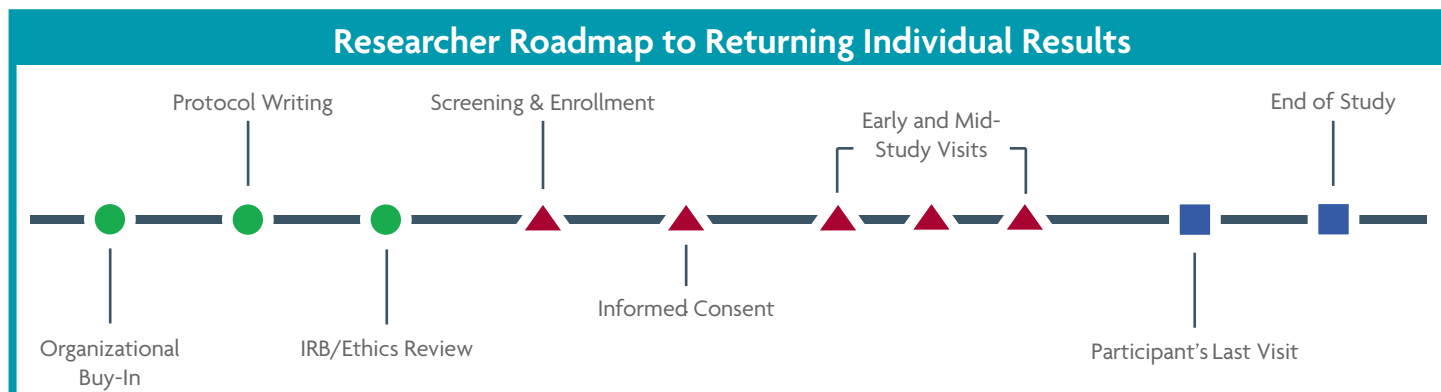 Researcher Roadmap to Returning Individual Results
Protocol Writing
Screening & Enrollment
Early and Mid-
Study Visits
End of Study
Organizational
Buy-In
IRB/Ethics Review
Informed Consent
Participant's Last Visit